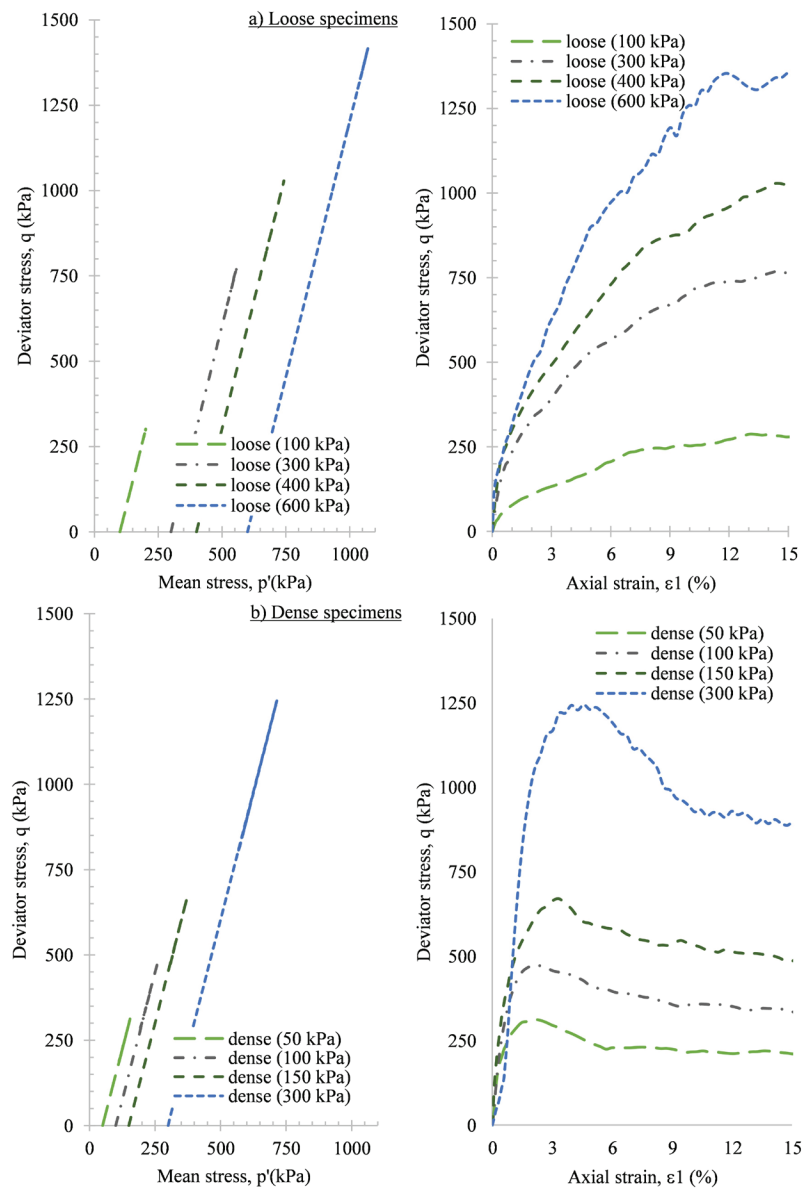 a) Loose specimens
1500
1250
1000
750
500
250
0
Deviator stress, q (kPa)
loose (100 kPa)
loose (300 kPa)
loose (400 kPa)
loose (600 kPa)
0 250 500 750 1000
Mean stress, p'(kPa)
1500
1250
1000
750
500
250
0
Deviator stress, q (kPa)
loose (100 kPa)
loose (300 kPa)
loose (400 kPa)
loose (600 kPa)
0 3 6 9 12 15
Axial strain, ε1 (%)
b) Dense specimens
1500
1250
1000
750
500
250
0
Deviator stress, q (kPa)
dense (50 kPa)
dense (100 kPa)
dense (150 kPa)
dense (300 kPa)
0 250 500 750 1000
Mean stress, p'(kPa)
1500
1250
1000
750
500
250
0
Deviator stress, q (kPa)
dense (50 kPa)
dense (100 kPa)
dense (150 kPa)
dense (300 kPa)
0 3 6 9 12 15
Axial strain, ε1 (%)